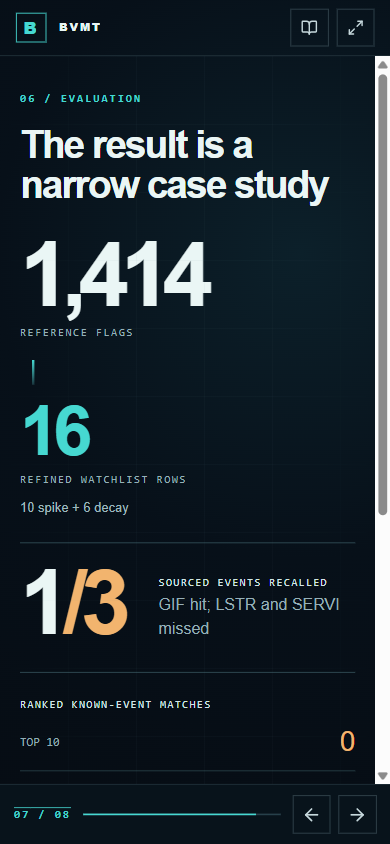 B BVMT
06 / EVALUATION
The result is a
narrow case study
1,414
REFERENCE FLAGS
16
REFINED WATCHLIST ROWS
10 spike + 6 decay
1/3
SOURCED EVENTS RECALLED
GIF hit; LSTR and SERVI
missed
RANKED KNOWN-EVENT MATCHES
TOP 10 0
07 / 08